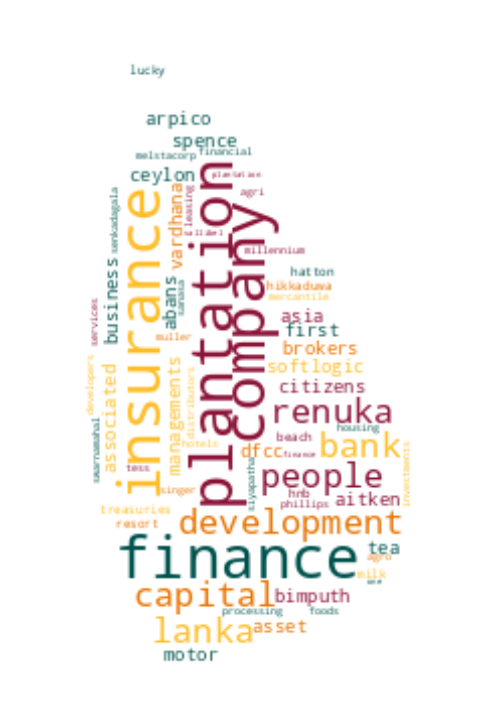 lucky
arpico
spence
melstacorp
financial
ceylon
plantation
agri
vardhana
leasing
senkadagala
insurance
plantation
company
vallibel
millennium
business
abans
sanasa
hatton
hikkaduwa
mercantile
services
asia
first
muller
brokers
developers
associated
managements
distributors
softlogic
citizens
renuka
swarnamahal
housing
beach
hotels
dfcc
finance
bank
investments
tess
siyapatha
people
singer
hnb
phillips
aitken
treasuries
resort
development
finance
tea
agro
milk
capital
bimputh
processing
foods
lanka
asset
motor